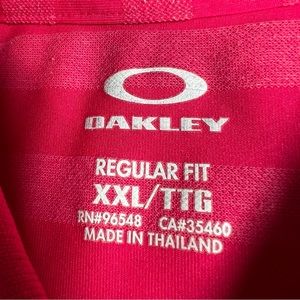 OAKLEY
REGULAR FIT
XXL/TTG
RN#96548 CA#35460
MADE IN THAILAND